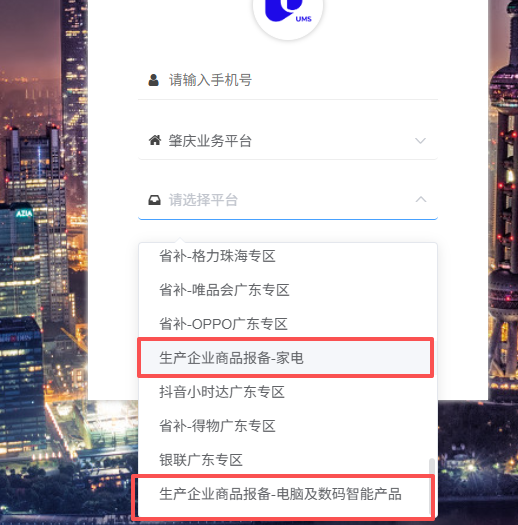 UMS
请输入手机号
肇庆业务平台
请选择平台
省补-格力珠海专区
省补-唯品会广东专区
省补-OPPO广东专区
生产企业商品报备-家电
抖音小时达广东专区
省补-得物广东专区
银联广东专区
生产企业商品报备-电脑及数码智能产品
AZIA